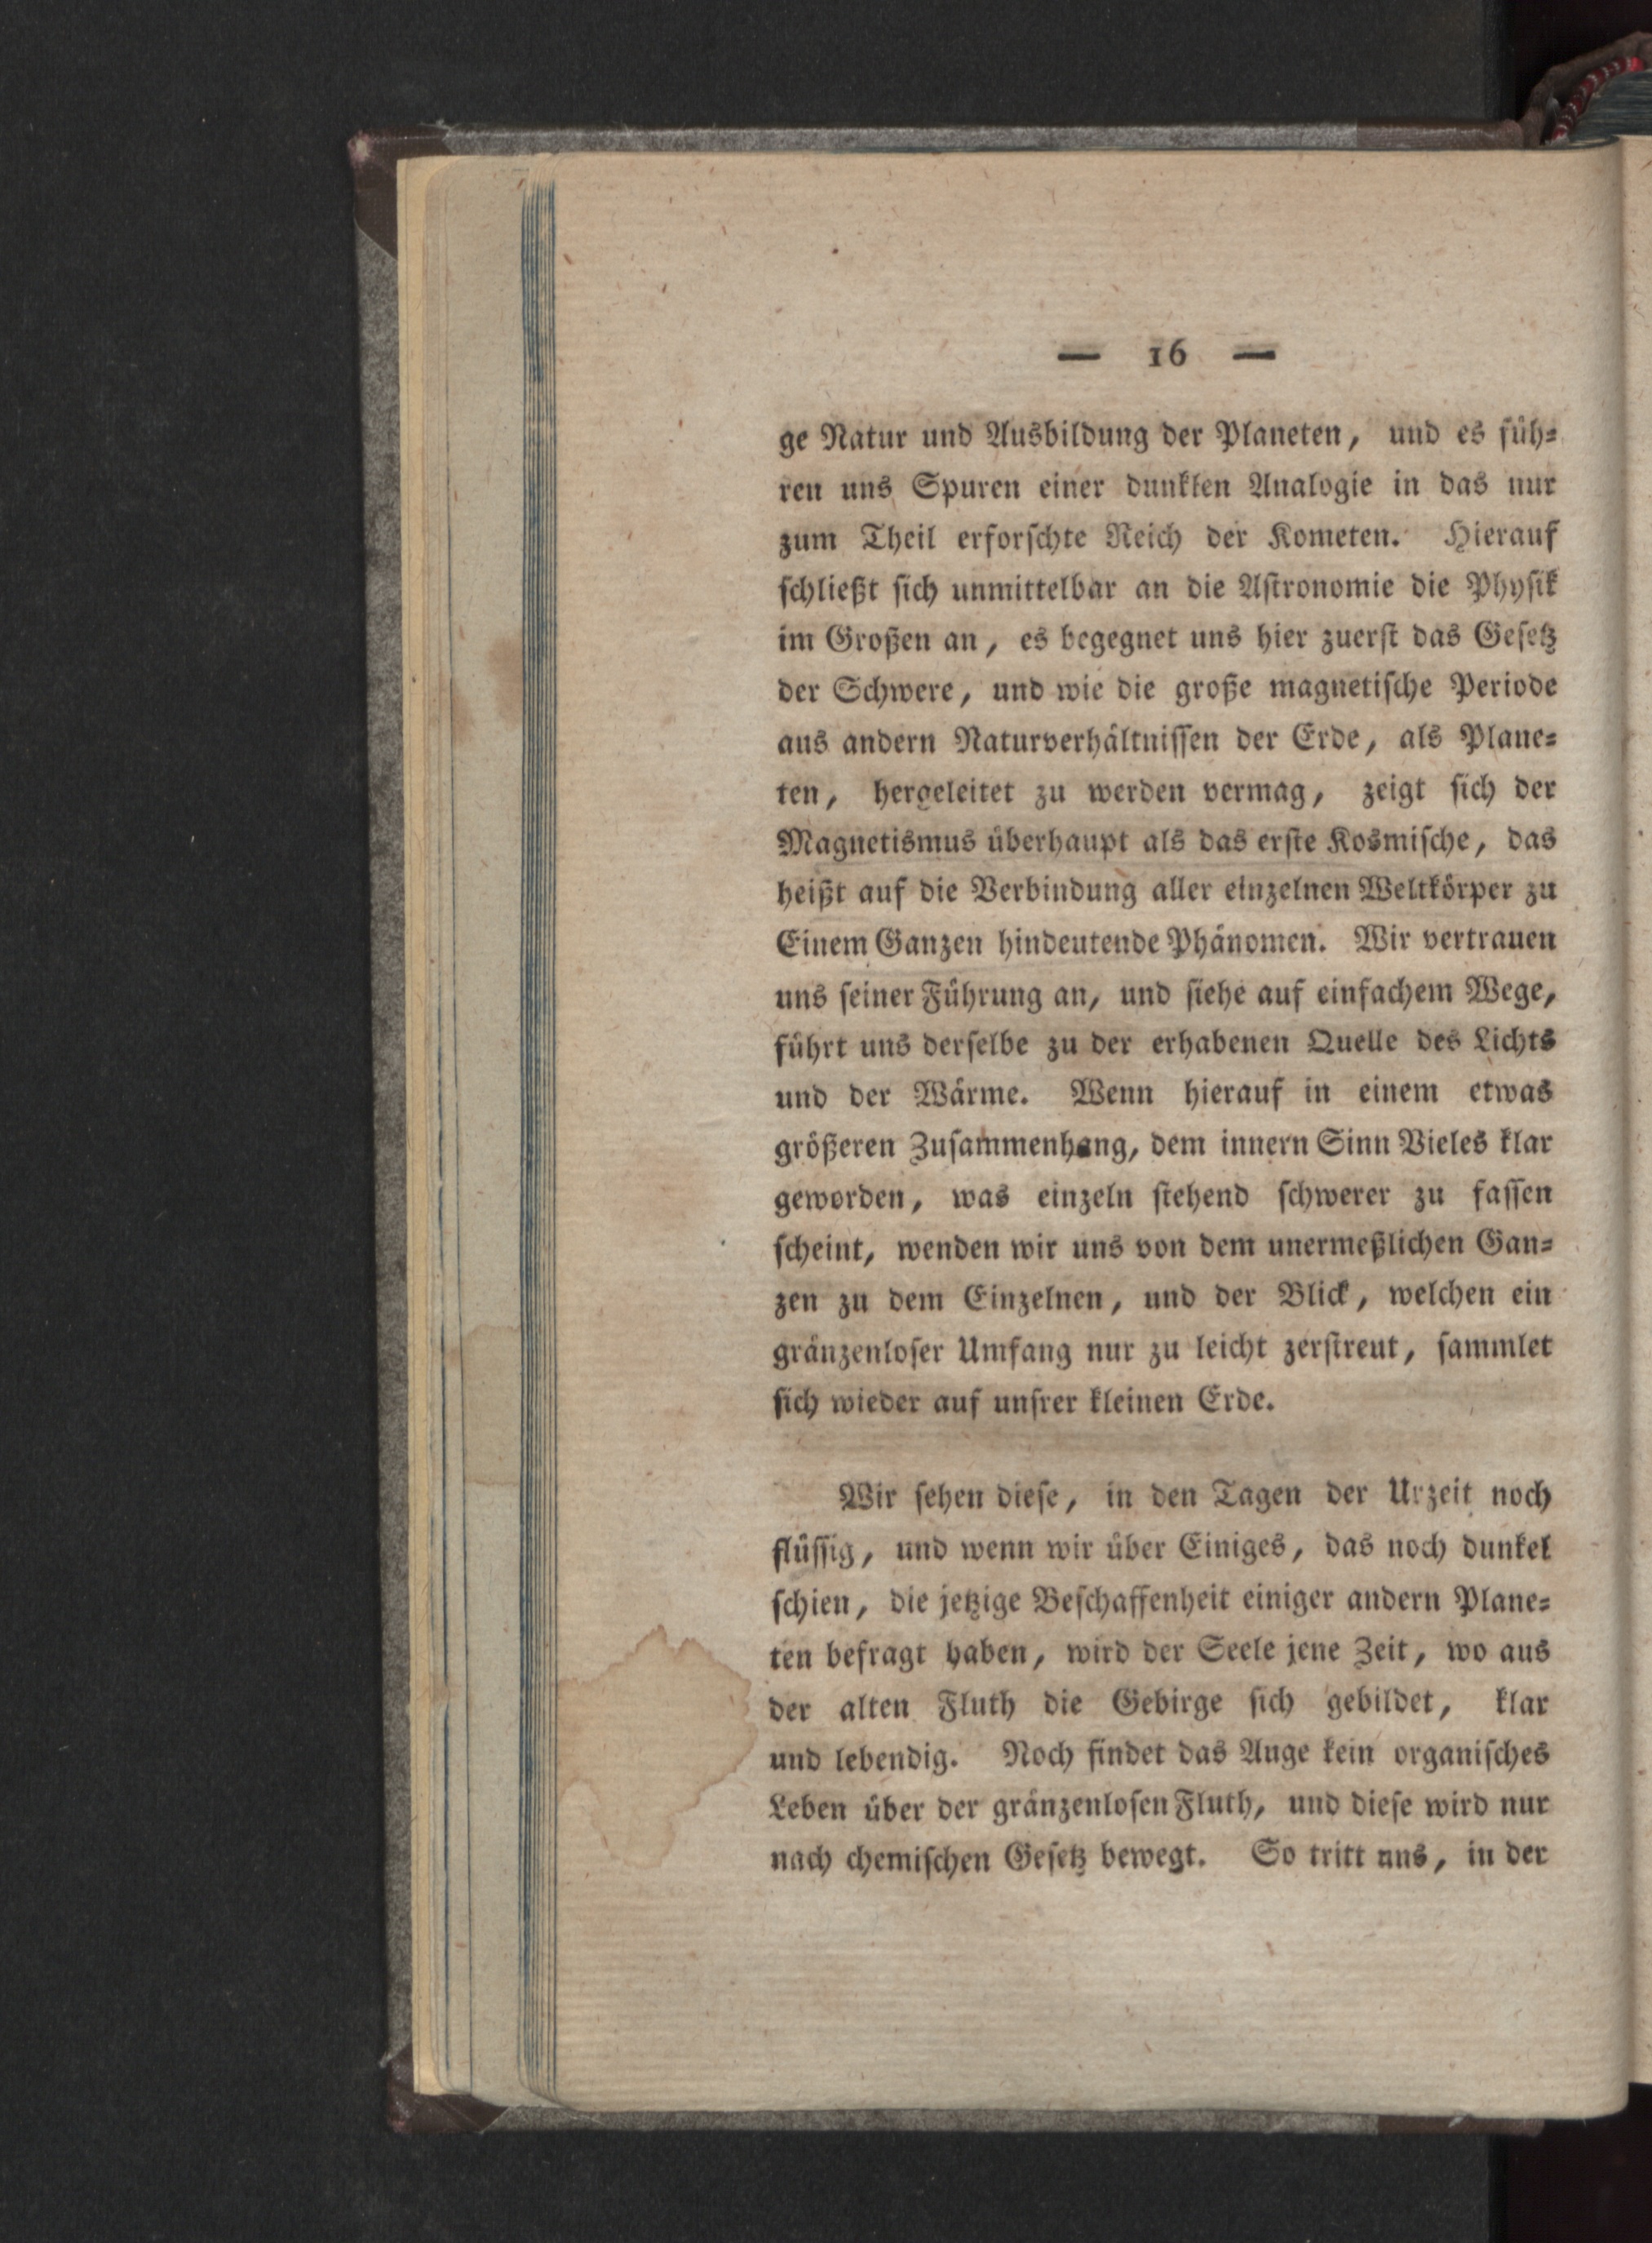 — 16 —
ge Natur und Ausbildung der Planeten, und es füh-
ren uns Spuren einer dunklen Analogie in das nur
zum Theil erforschte Reich der Kometen. Hierauf
schließt sich unmittelbar an die Astronomie die Physik
im Großen an, es begegnet uns hier zuerst das Gesetz
der Schwere, und wie die große magnetische Periode
aus andern Naturverhältnissen der Erde, als Plane-
ten, hergeleitet zu werden vermag, zeigt sich der
Magnetismus überhaupt als das erste Kosmische, das
heißt auf die Verbindung aller einzelnen Weltkörper zu
Einem Ganzen hindeutende Phänomen. Wir vertrauen
uns seiner Führung an, und siehe auf einfachem Wege,
führt uns derselbe zu der erhabenen Quelle des Lichts
und der Wärme. Wenn hierauf in einem etwas
größeren Zusammenhang, dem innern Sinn Vieles klar
geworden, was einzeln stehend schwerer zu fassen
scheint, wenden wir uns von dem unermeßlichen Gan-
zen zu dem Einzelnen, und der Blick, welchen ein
gränzenloser Umfang nur zu leicht zerstreut, sammlet
sich wieder auf unsrer kleinen Erde.
Wir sehen diese, in den Tagen der Urzeit noch
flüssig, und wenn wir über Einiges, das noch dunkel
schien, die jetzige Beschaffenheit einiger andern Plane-
ten befragt haben, wird der Seele jene Zeit, wo aus
der alten Fluth die Gebirge sich gebildet, klar
und lebendig. Noch findet das Auge kein organisches
Leben über der gränzenlosen Fluth, und diese wird nur
nach chemischen Gesetz bewegt. So tritt uns, in der